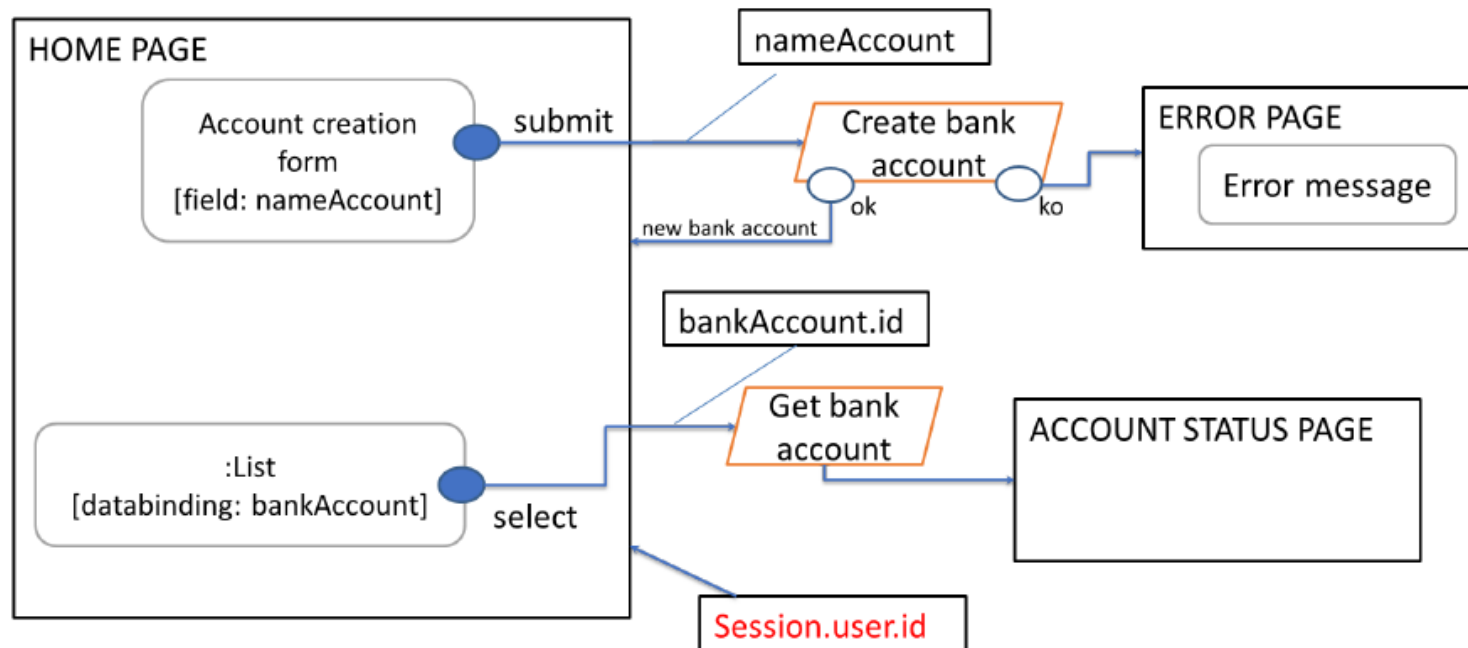 HOME PAGE
nameAccount
Account creation
form
[field: nameAccount]
submit
Create bank
account
ok
ko
new bank account
ERROR PAGE
Error message
bankAccount.id
:List
[databinding: bankAccount]
select
Get bank
account
ACCOUNT STATUS PAGE
Session.user.id